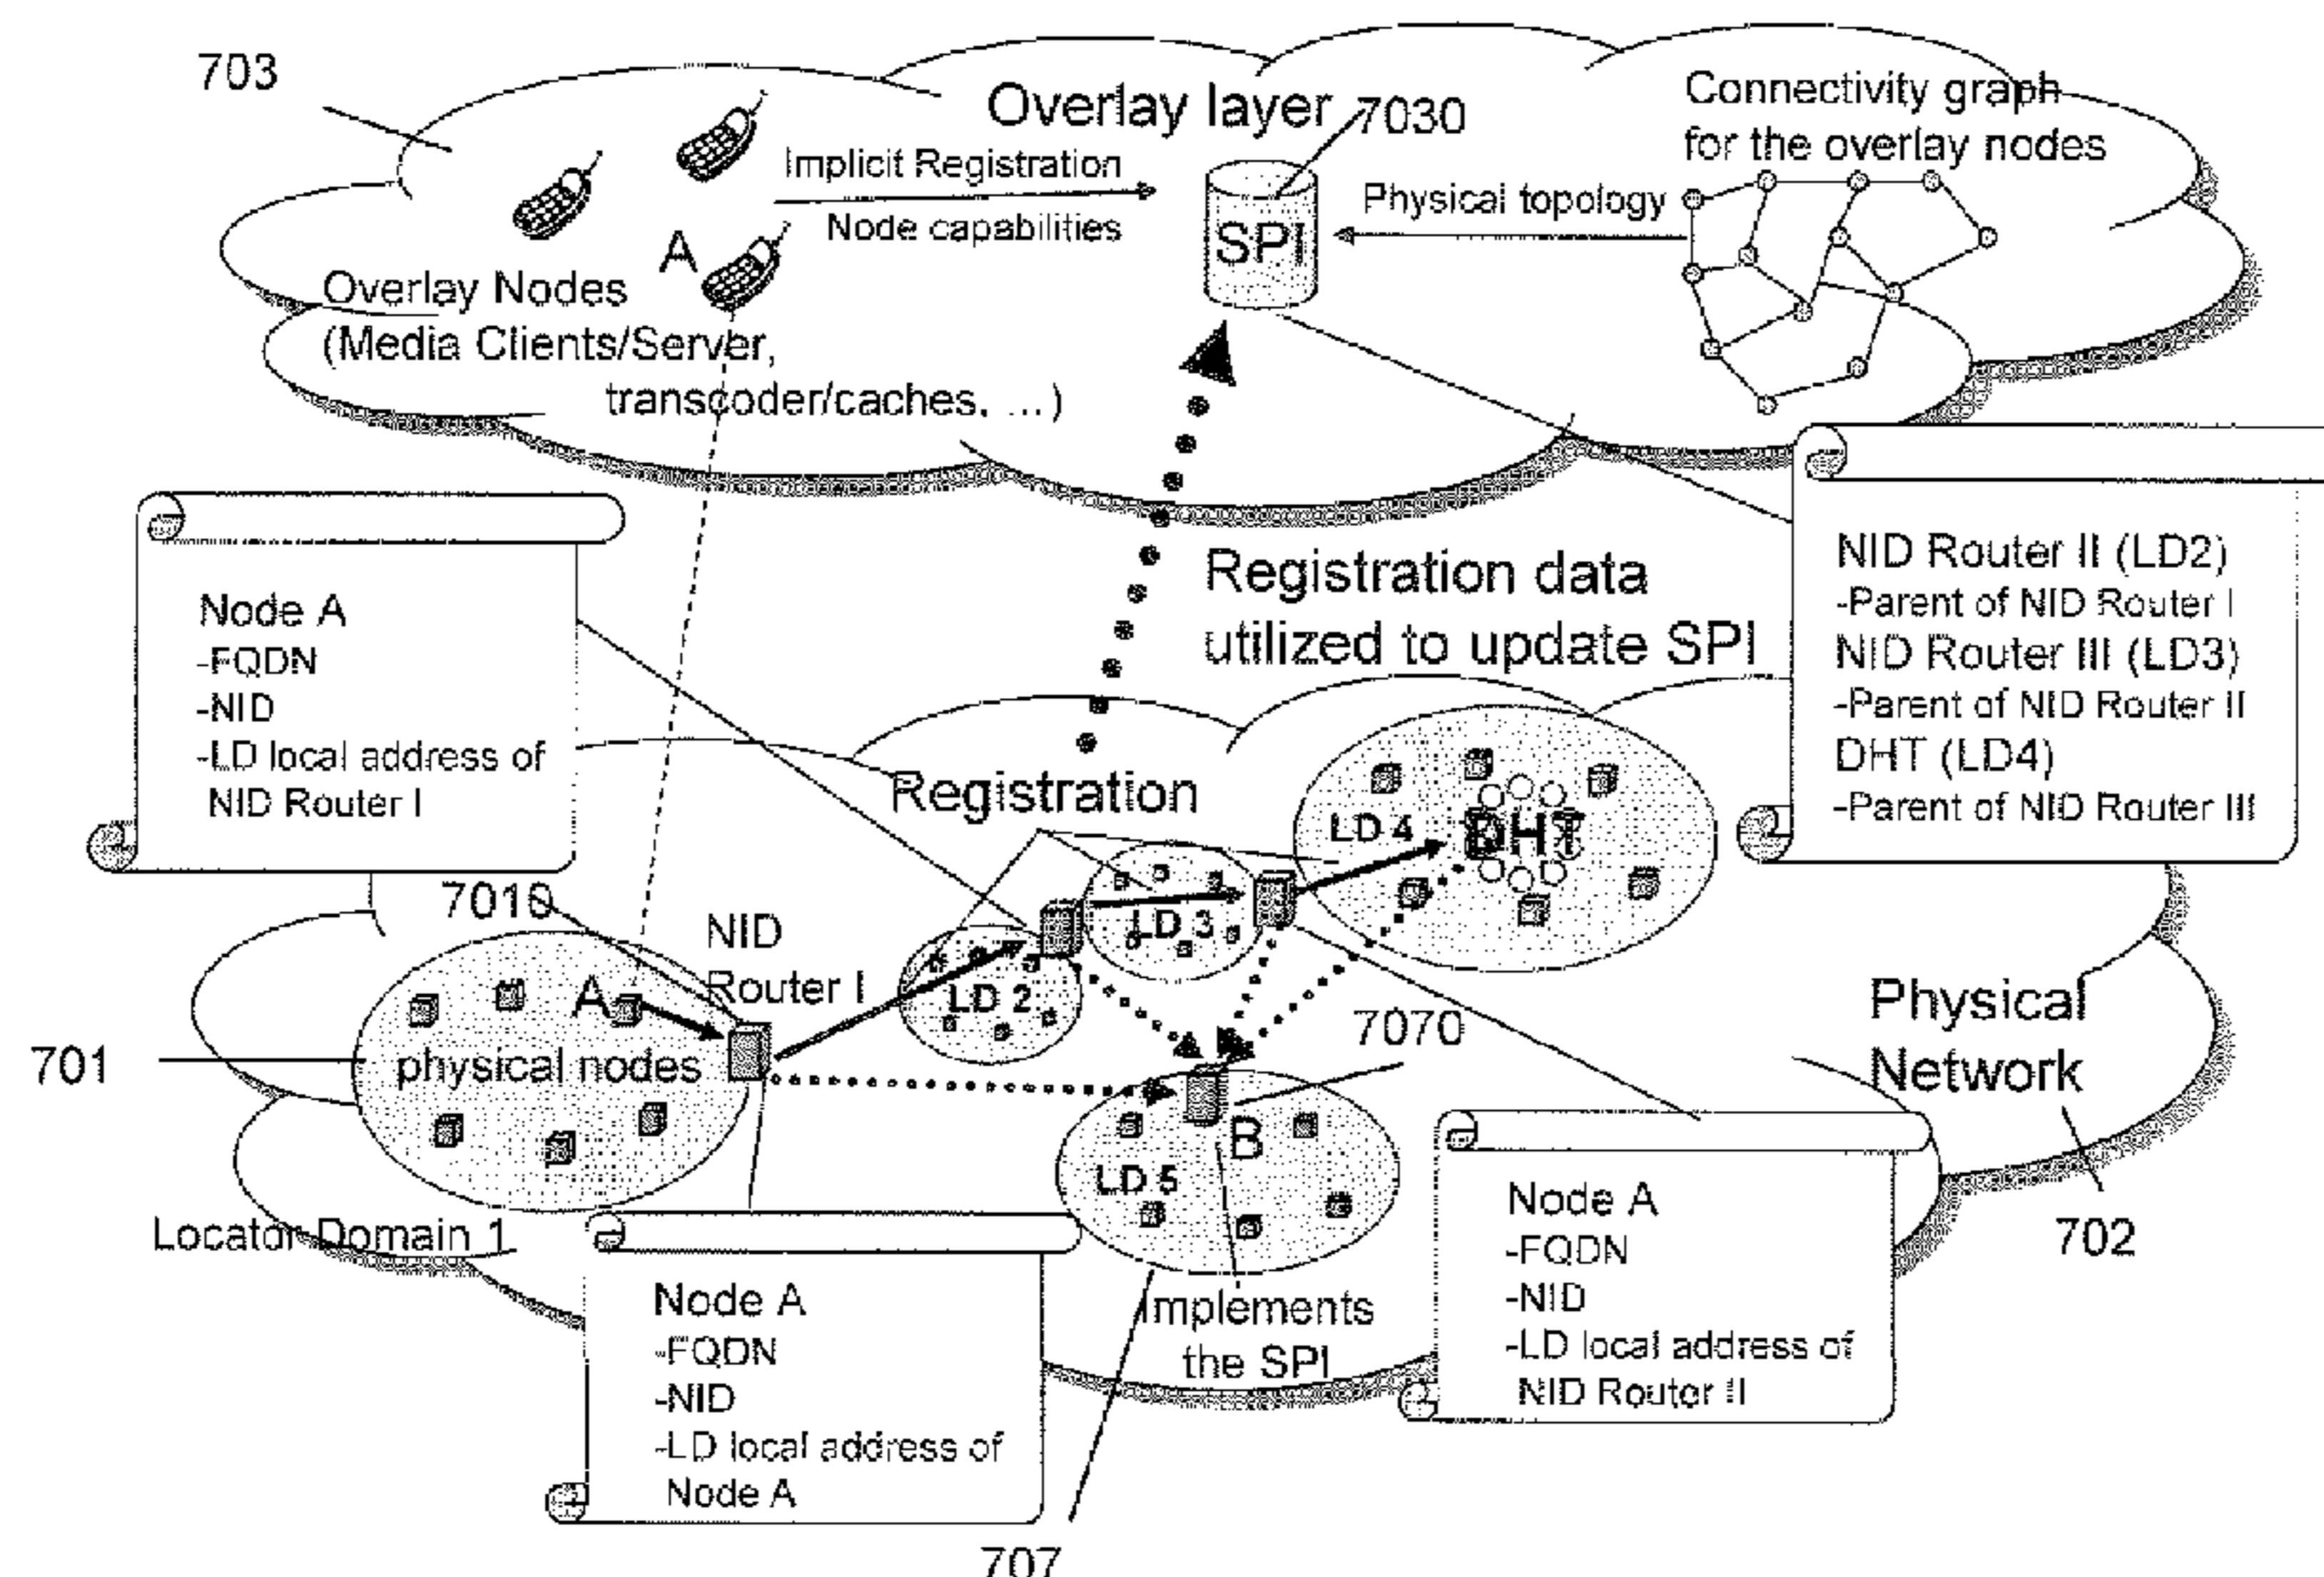 703
Overlay layer
7030
Connectivity graph
for the overlay nodes
Implicit Registration
Node capabilities
SPI
Physical topology
A
Overlay Nodes
(Media Clients/Server,
transcoder/caches, ...)
Node A
-FQDN
-NID
-LD local address of
NID Router I
Registration data
utilized to update SPI
NID Router II (LD2)
-Parent of NID Router I
NID Router III (LD3)
-Parent of NID Router II
DHT (LD4)
-Parent of NID Router III
Registration
LD 4
DHT
7010
NID
Router I
LD 3
LD 2
A
physical nodes
701
7070
Physical
Network
B
LD 5
Locator Domain 1
702
Implements
the SPI
Node A
-FQDN
-NID
-LD local address of
Node A
Node A
-FQDN
-NID
-LD local address of
NID Router II
707